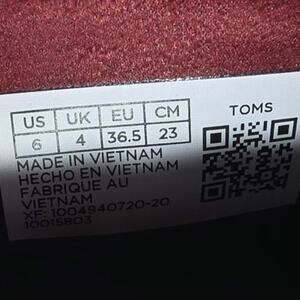 US UK EU CM
6 4 36.5 23
TOMS
MADE IN VIETNAM
HECHO EN VIETNAM
FABRIQUE AU
VIETNAM
XF: 1004940720-20
10015803